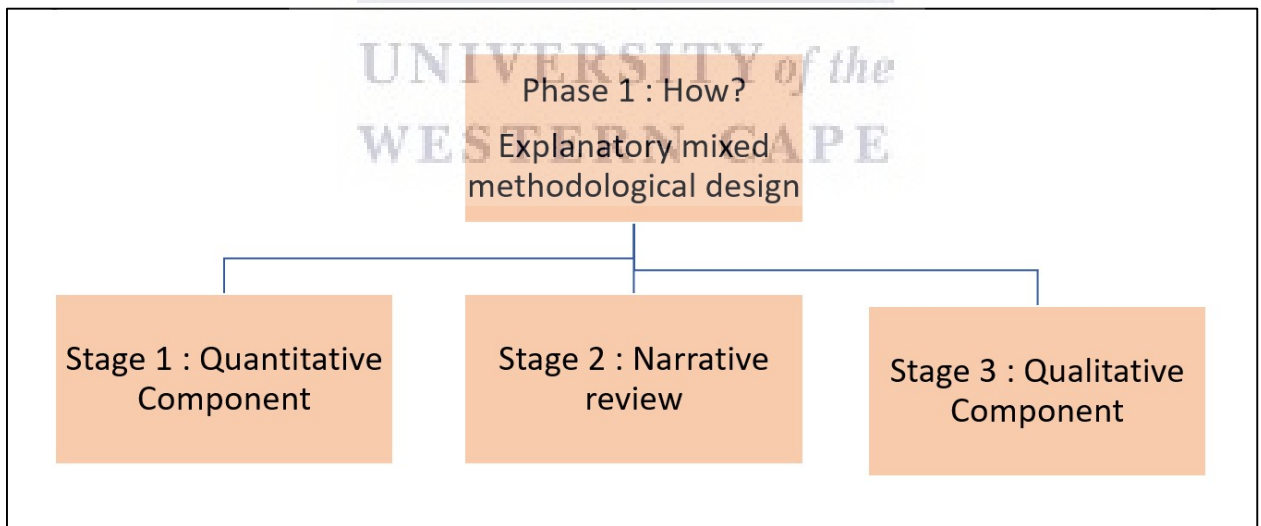 UNIVERSITY of the
WESTERN CAPE
Phase 1 : How?
Explanatory mixed
methodological design
Stage 1 : Quantitative
Component
Stage 2 : Narrative
review
Stage 3 : Qualitative
Component